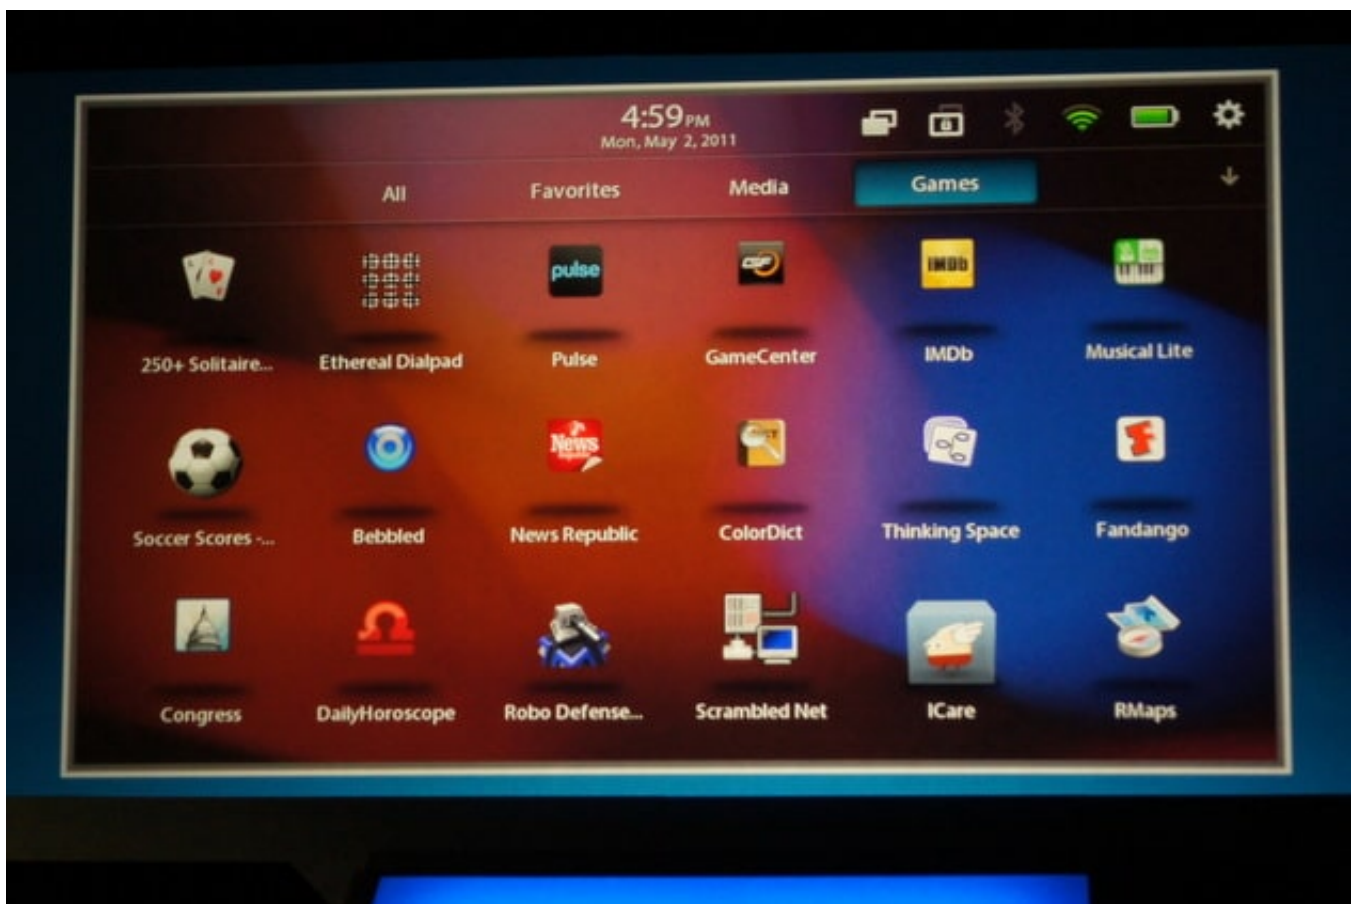 4:59PM
Mon, May 2, 2011
All Favorites Media Games
pulse
IMDb
250+ Solitaire... Ethereal Dialpad Pulse GameCenter IMDb Musical Lite
News
Republic
F
Soccer Scores -... Bebbled News Republic ColorDict Thinking Space Fandango
Congress DailyHoroscope Robo Defense... Scrambled Net ICare RMaps